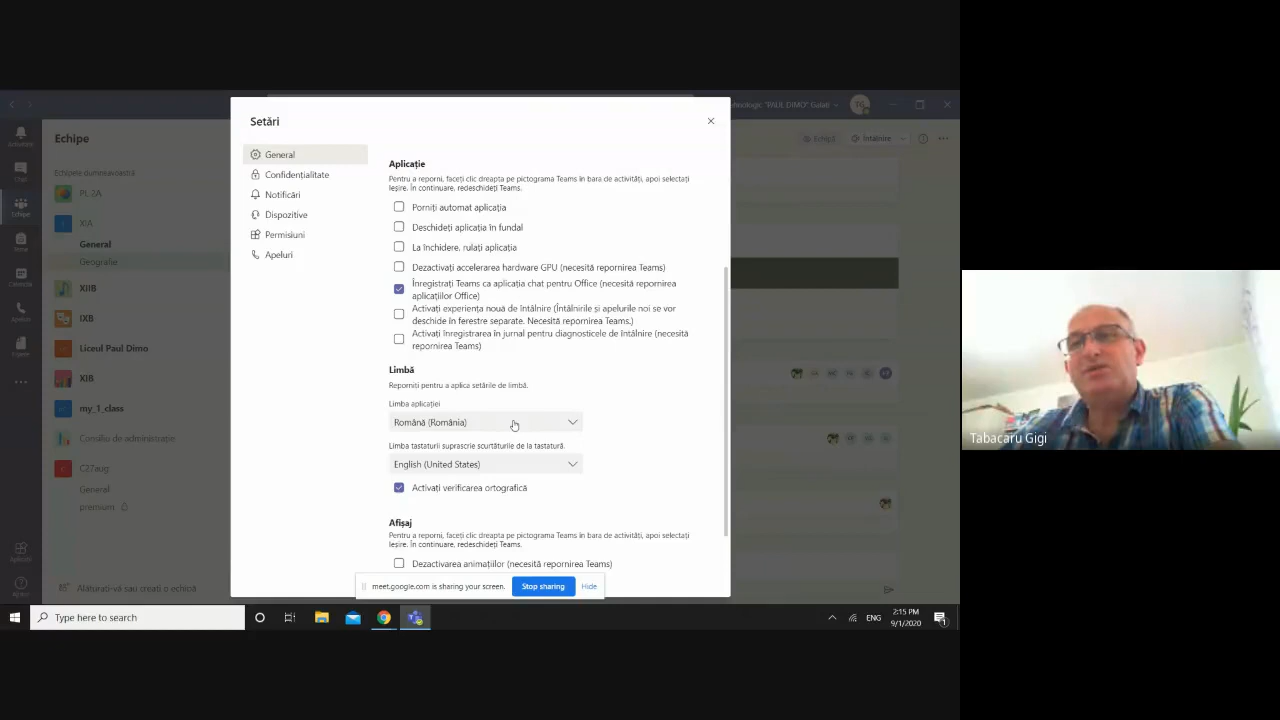 "PAUL DIMO" Galati
TG
Setări
Echipe
Echipă
Întâlnire
General
Confidențialitate
Notificări
Dispozitive
Permisiuni
Apeluri
Echipele dumneavoastră
PL 2A
XIA
General
Geografie
XIIB
IXB
Liceul Paul Dimo
XIB
my_1_class
Consiliu de administrație
C27aug
General
premium
Alăturați-vă sau creați o echipă
Echipe
Aplicație
Pentru a reporni, faceți clic dreapta pe pictograma Teams în bara de activități, apoi selectați
Ieșire. În continuare, redeschideți Teams.
Porniți automat aplicația
Deschideți aplicația în fundal
La închidere, rulați aplicația
Dezactivați accelerarea hardware GPU (necesită repornirea Teams)
Înregistrați Teams ca aplicația chat pentru Office (necesită repornirea
aplicațiilor Office)
Activați experiența nouă de întâlnire (Întâlnirile și apelurile noi se vor
deschide în ferestre separate. Necesită repornirea Teams.)
Activați înregistrarea în jurnal pentru diagnosticele de întâlnire (necesită
repornirea Teams)
Limbă
Reporniți pentru a aplica setările de limbă.
Limba aplicației
Română (România)
Limba tastaturii suprascrie scurtăturile de la tastatură.
English (United States)
Activați verificarea ortografică
Afișaj
Pentru a reporni, faceți clic dreapta pe pictograma Teams în bara de activități, apoi selectați
Ieșire. În continuare, redeschideți Teams.
Dezactivarea animațiilor (necesită repornirea Teams)
meet.google.com is sharing your screen.
Stop sharing
Hide
Type here to search
ENG
2:15 PM
9/1/2020
1
Tabacaru Gigi